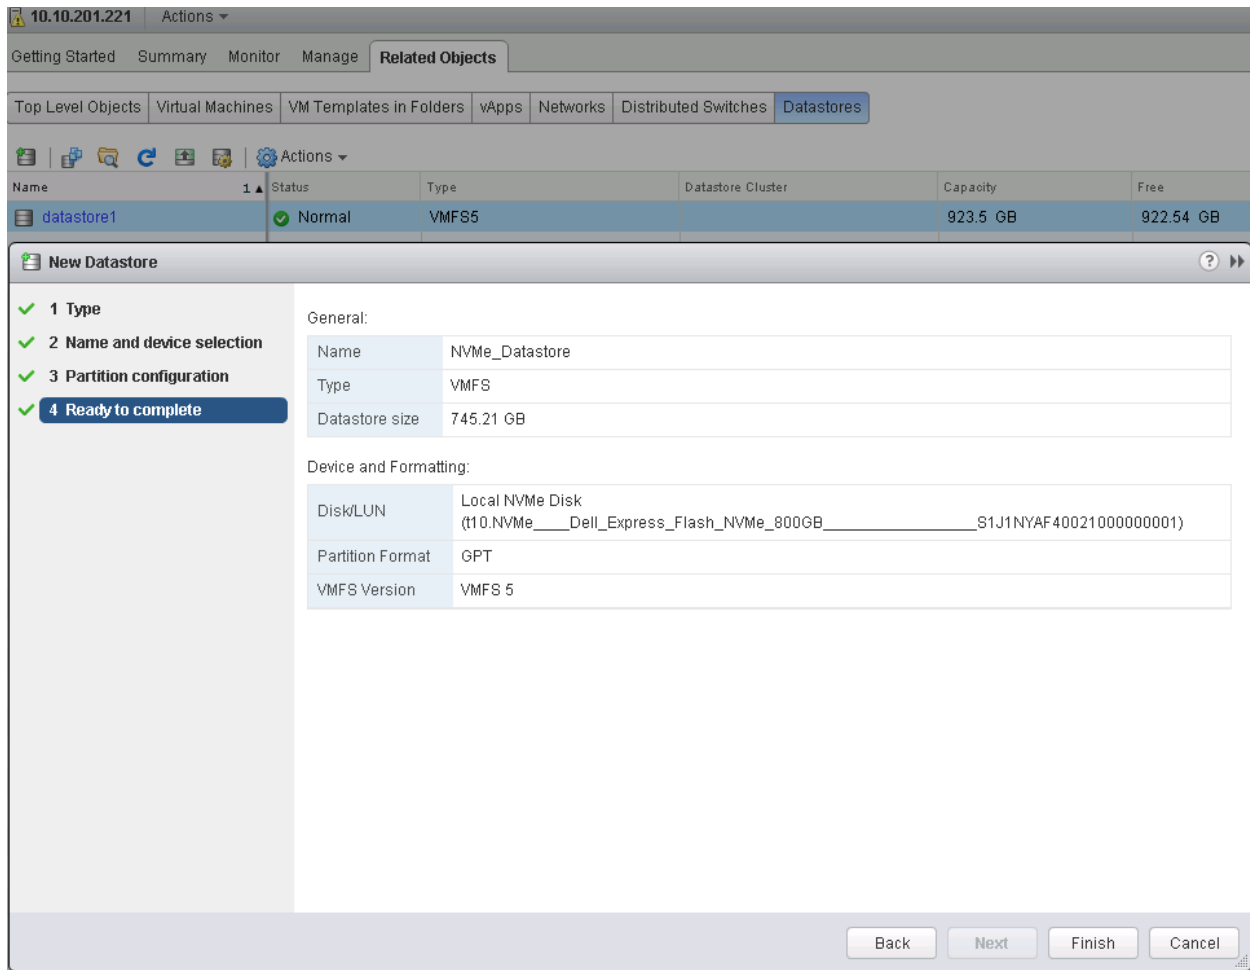 10.10.201.221 Actions
Getting Started Summary Monitor Manage Related Objects
Top Level Objects Virtual Machines VM Templates in Folders vApps Networks Distributed Switches Datastores
Actions
Name 1 Status Type Datastore Cluster Capacity Free
datastore1 Normal VMFS5 923.5 GB 922.54 GB
New Datastore ?
1 Type
2 Name and device selection
3 Partition configuration
4 Ready to complete
General:
Name NVMe_Datastore
Type VMFS
Datastore size 745.21 GB
Device and Formatting:
Disk/LUN Local NVMe Disk
(t10.NVMe____Dell_Express_Flash_NVMe_800GB_________________S1J1NYAF40021000000001)
Partition Format GPT
VMFS Version VMFS 5
Back Next Finish Cancel